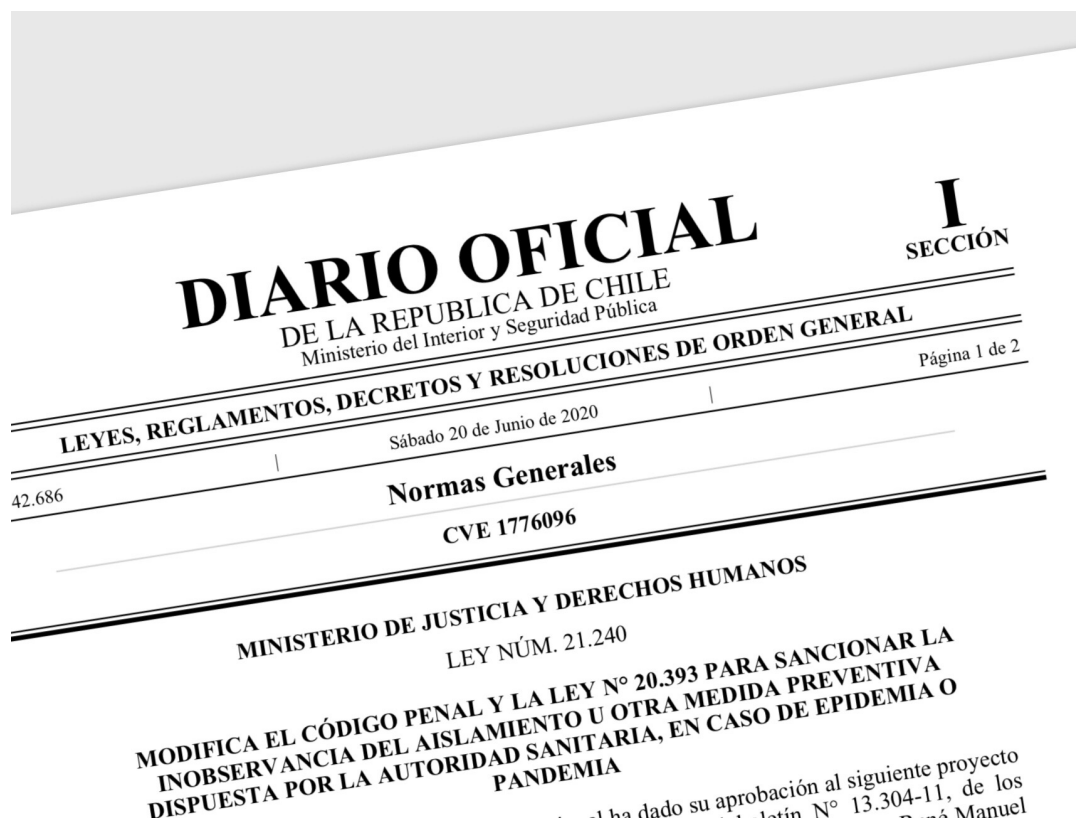 DIARIO OFICIAL
DE LA REPUBLICA DE CHILE
Ministerio del Interior y Seguridad Pública
I
SECCIÓN
LEYES, REGLAMENTOS, DECRETOS Y RESOLUCIONES DE ORDEN GENERAL
42.686 | Sábado 20 de Junio de 2020 | Página 1 de 2
Normas Generales
CVE 1776096
MINISTERIO DE JUSTICIA Y DERECHOS HUMANOS
LEY NÚM. 21.240
MODIFICA EL CÓDIGO PENAL Y LA LEY N° 20.393 PARA SANCIONAR LA
INOBSERVANCIA DEL AISLAMIENTO U OTRA MEDIDA PREVENTIVA
DISPUESTA POR LA AUTORIDAD SANITARIA, EN CASO DE EPIDEMIA O
PANDEMIA
ha dado su aprobación al siguiente proyecto
N° 13.304-11, de los
René Manuel